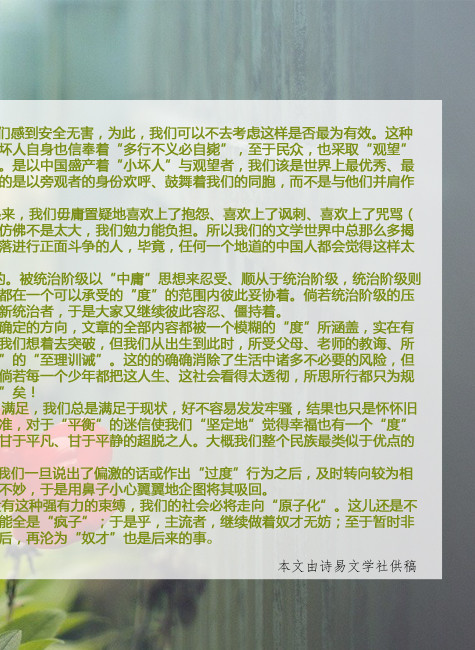 们感到安全无害，为此，我们可以不去考虑这样是否最为有效。这种
坏人自身也信奉着“多行不义必自毙”，至于民众，也采取“观望”
。是以中国盛产着“小坏人”与观望者，我们该是世界上最优秀、最
的是以旁观者的身份欢呼、鼓舞着我们的同胞，而不是与他们并肩作
来，我们毋庸置疑地喜欢上了抱怨、喜欢上了讽刺、喜欢上了咒骂（
仿佛不是太大，我们勉力能负担。所以我们的文学世界中总那么多揭
落进行正面斗争的人，毕竟，任何一个地道的中国人都会觉得这样太
的。被统治阶级以“中庸”思想来忍受、顺从于统治阶级，统治阶级则
都在一个可以承受的“度”的范围内彼此妥协着。倘若统治阶级的压
新统治者，于是大家又继续彼此容忍、僵持着。
确定的方向，文章的全部内容都被一个模糊的“度”所涵盖，实在有
我们想着去突破，但我们从出生到此时，所受父母、老师的教诲、所
”的“至理训诫”。这的的确确消除了生活中诸多不必要的风险，但
倘若每一个少年都把这人生、这社会看得太透彻，所思所行都只为规
”矣！
满足，我们总是满足于现状，好不容易发发牢骚，结果也只是怀怀旧
准，对于“平衡”的迷信使我们“坚定地”觉得幸福也有一个“度”
甘于平凡、甘于平静的超脱之人。大概我们整个民族最类似于优点的
我们一旦说出了偏激的话或作出“过度”行为之后，及时转向较为相
不妙，于是用鼻子小心翼翼地企图将其吸回。
有这种强有力的束缚，我们的社会必将走向“原子化”。这儿还是不
能全是“疯子”；于是乎，主流者，继续做着奴才无妨；至于暂时非
后，再沦为“奴才”也是后来的事。
本文由诗易文学社供稿